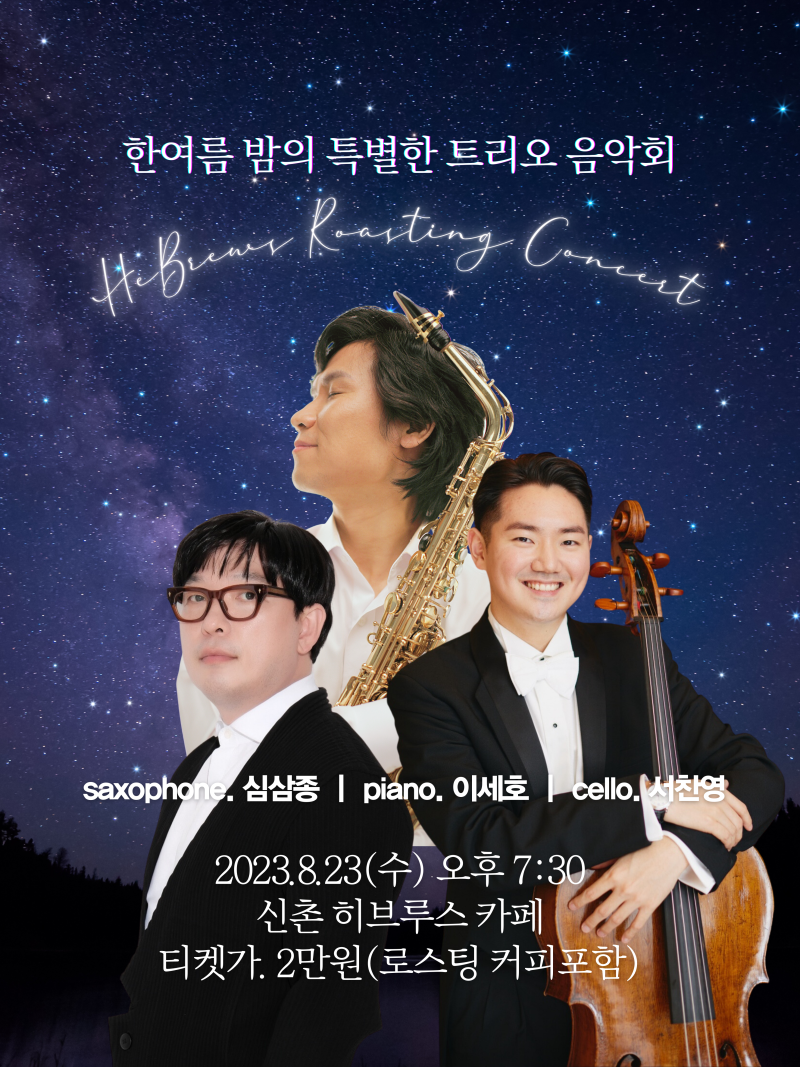 한여름 밤의 특별한 트리오 음악회
HeBrews Roasting Concert
saxophone. 심삼종 | piano. 이세호 | cello. 서찬영
2023.8.23(수) 오후 7:30
신촌 히브루스 카페
티켓가. 2만원(로스팅 커피포함)